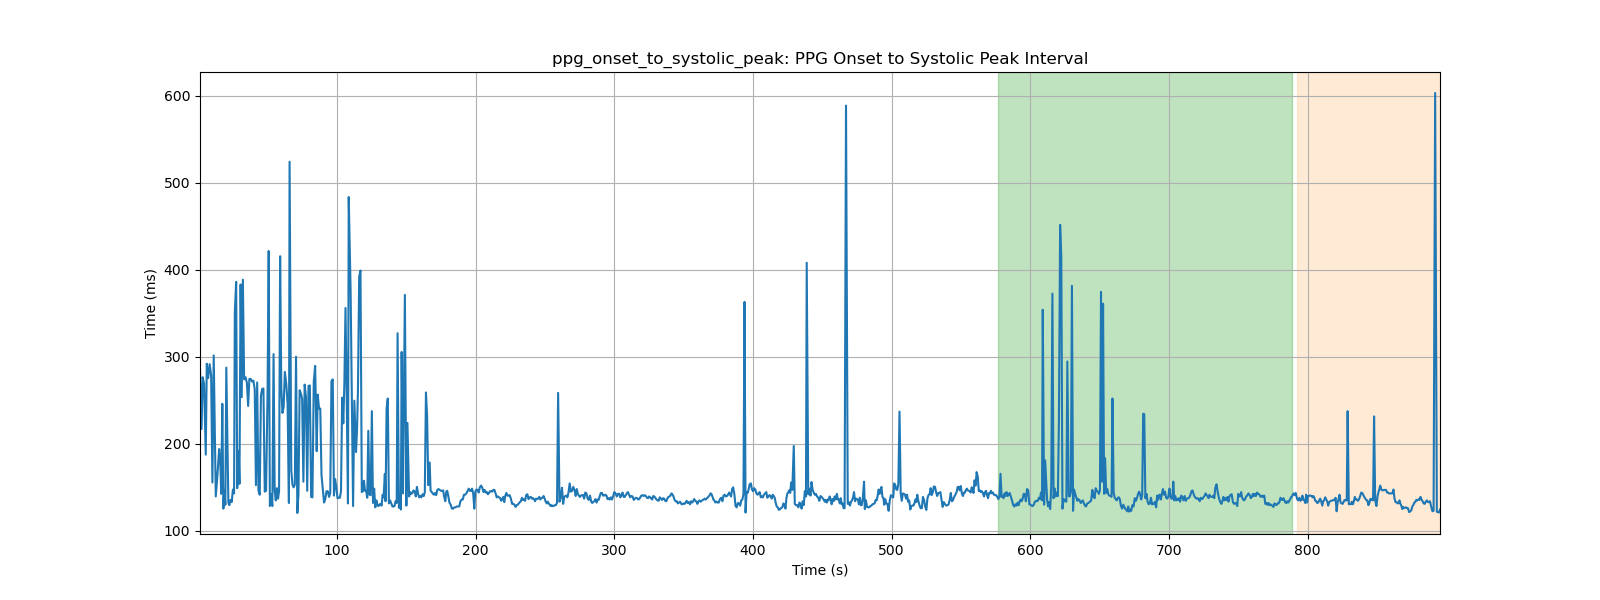 ppg_onset_to_systolic_peak: PPG Onset to Systolic Peak Interval
600
500
400
300
200
100
Time (ms)
100 200 300 400 500 600 700 800
Time (s)